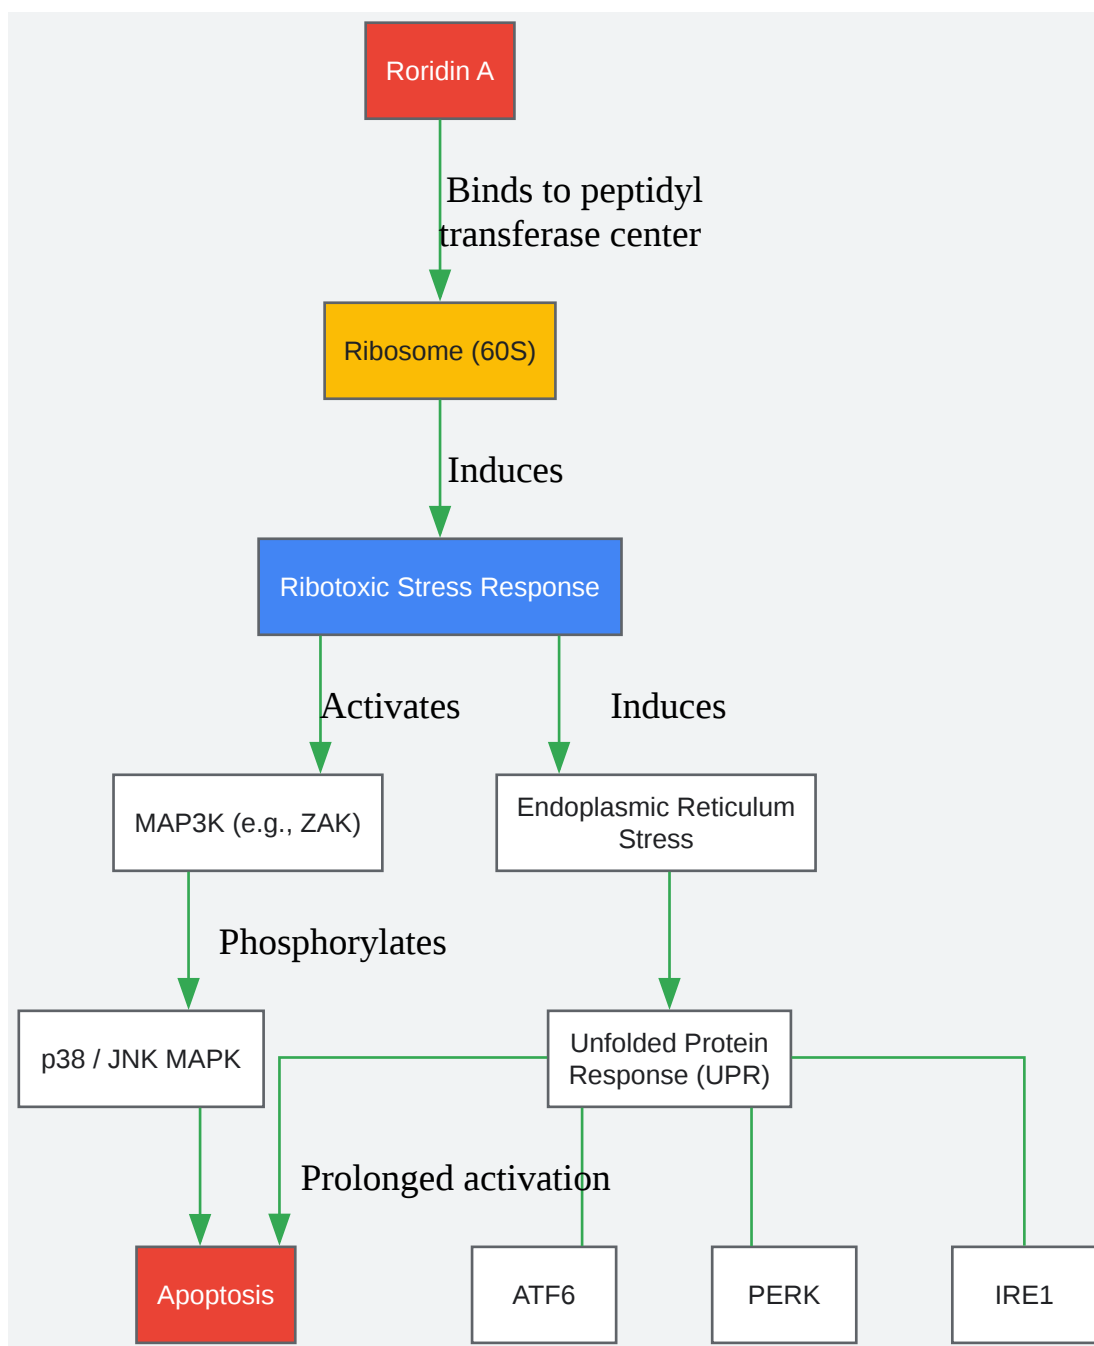 Roridin A
Binds to peptidyl
transferase center
Ribosome (60S)
Induces
Ribotoxic Stress Response
Activates
Induces
MAP3K (e.g., ZAK)
Endoplasmic Reticulum
Stress
Phosphorylates
p38 / JNK MAPK
Unfolded Protein
Response (UPR)
Prolonged activation
Apoptosis
ATF6
PERK
IRE1